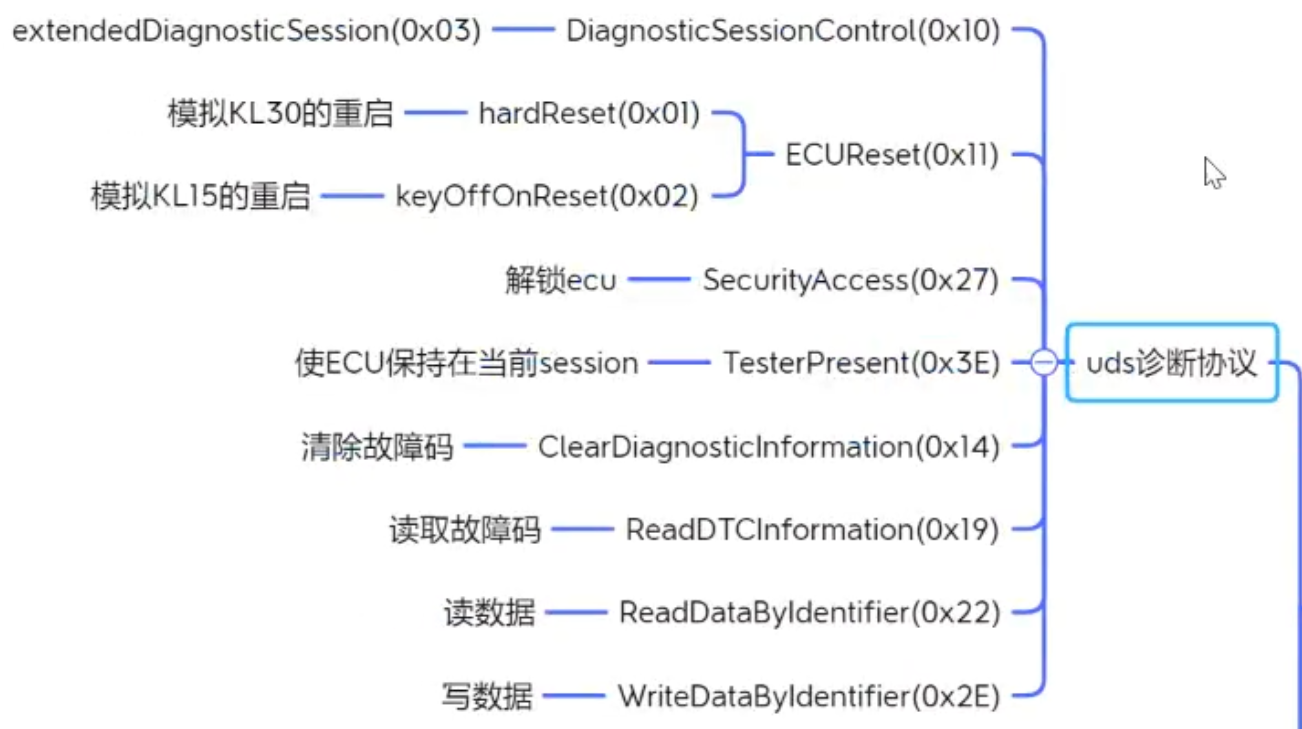 extendedDiagnosticSession(0x03) DiagnosticSessionControl(0x10)
模拟KL30的重启 hardReset(0x01)
ECUReset(0x11)
模拟KL15的重启 keyOffOnReset(0x02)
解锁ecu SecurityAccess(0x27)
使ECU保持在当前session TesterPresent(0x3E) uds诊断协议
清除故障码 ClearDiagnosticInformation(0x14)
读取故障码 ReadDTCInformation(0x19)
读数据 ReadDataByIdentifier(0x22)
写数据 WriteDataByIdentifier(0x2E)